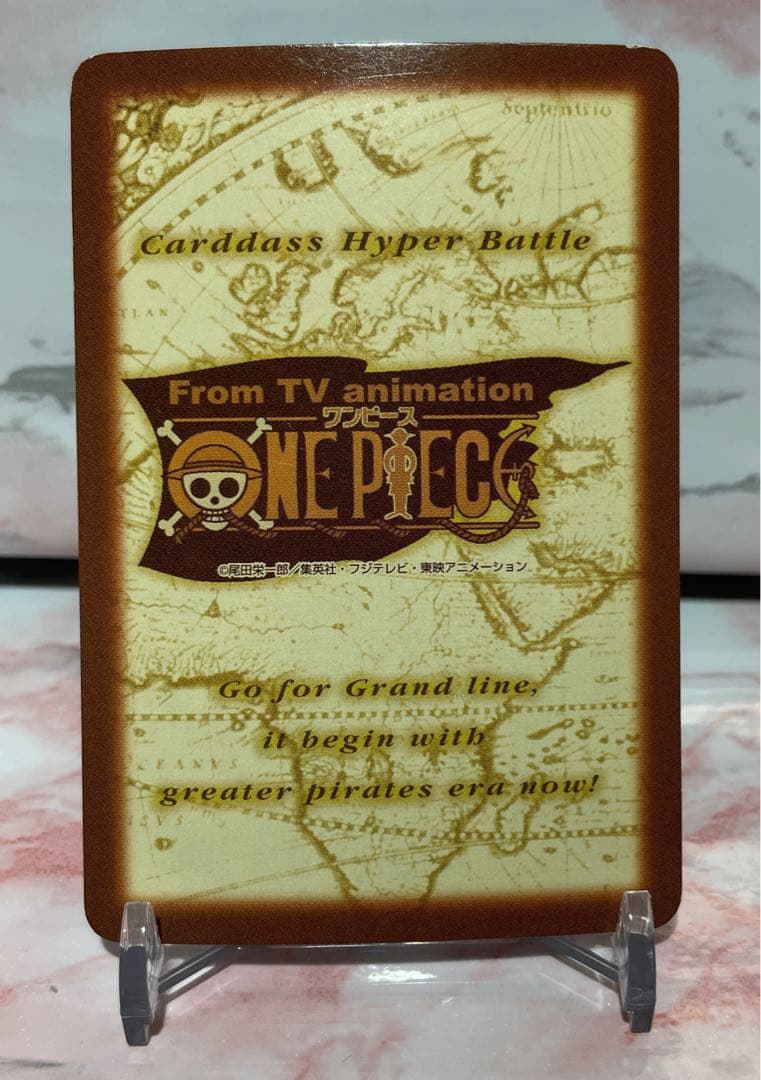 Septentrio
Carddass Hyper Battle
From TV animation
ワンピース
ONE PIECE
©尾田栄一郎／集英社・フジテレビ・東映アニメーション
Go for Grand line,
it begin with
greater pirates era now!